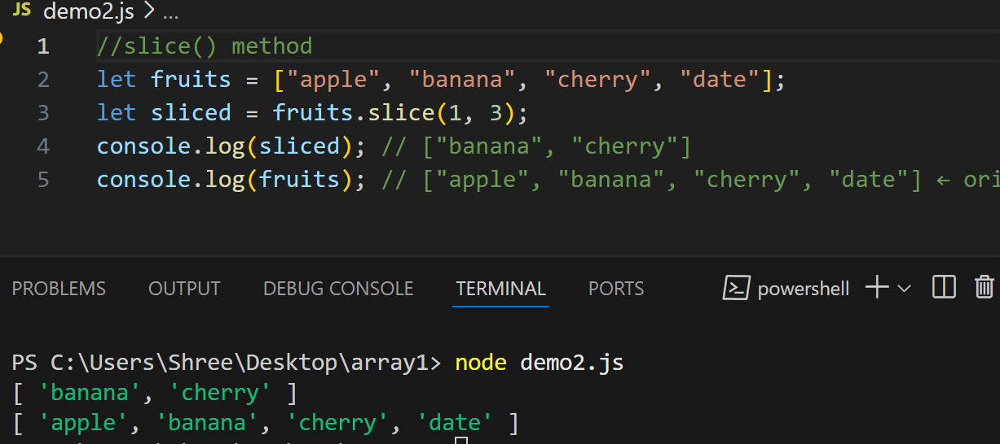 JS demo2.js > ...
1 //slice() method
2 let fruits = ["apple", "banana", "cherry", "date"];
3 let sliced = fruits.slice(1, 3);
4 console.log(sliced); // ["banana", "cherry"]
5 console.log(fruits); // ["apple", "banana", "cherry", "date"] ← ori
PROBLEMS OUTPUT DEBUG CONSOLE TERMINAL PORTS powershell
PS C:\Users\Shree\Desktop\array1> node demo2.js
[ 'banana', 'cherry' ]
[ 'apple', 'banana', 'cherry', 'date' ]